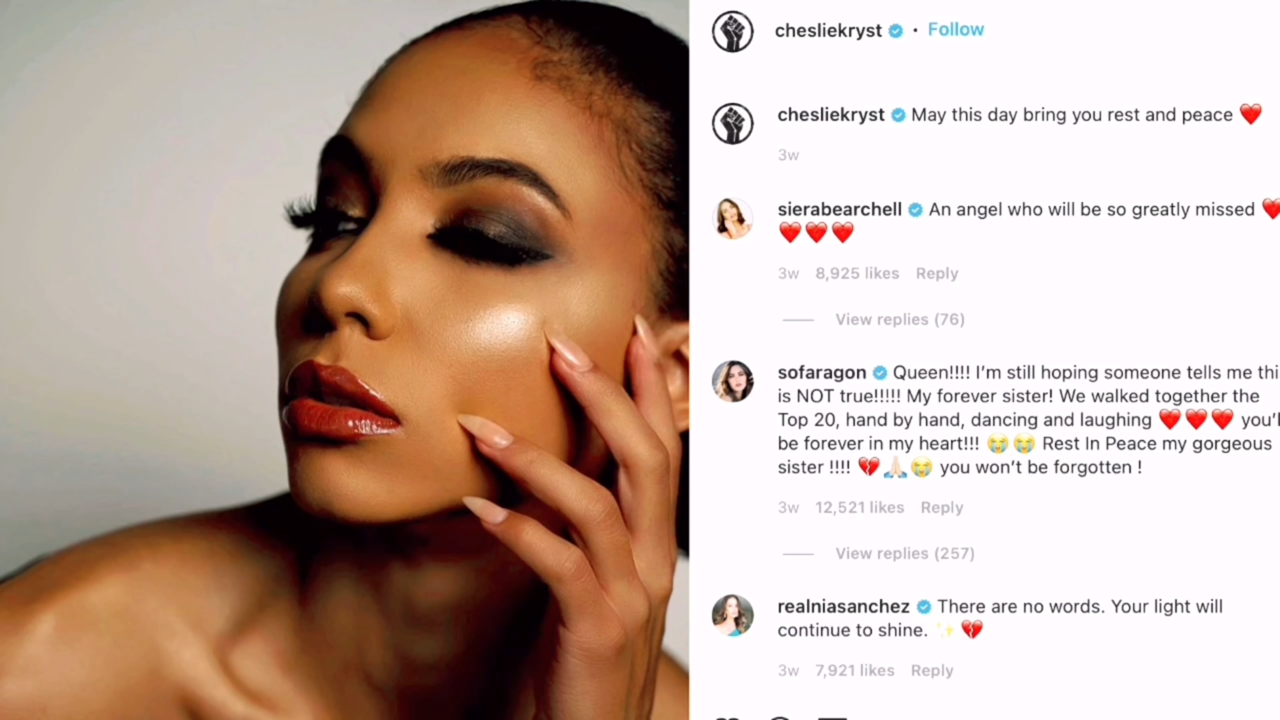 chesliekryst • Follow
chesliekryst May this day bring you rest and peace ❤️
3w
sierabearchell An angel who will be so greatly missed ❤️
❤️❤️❤️
3w 8,925 likes Reply
View replies (76)
sofaragon Queen!!!! I’m still hoping someone tells me thi
is NOT true!!!!! My forever sister! We walked together the
Top 20, hand by hand, dancing and laughing ❤️❤️❤️ you’l
be forever in my heart!!! 😭😭 Rest In Peace my gorgeous
sister !!!! 💔🙏🏻😭 you won’t be forgotten !
3w 12,521 likes Reply
View replies (257)
realniasanchez There are no words. Your light will
continue to shine. ✨💔
3w 7,921 likes Reply